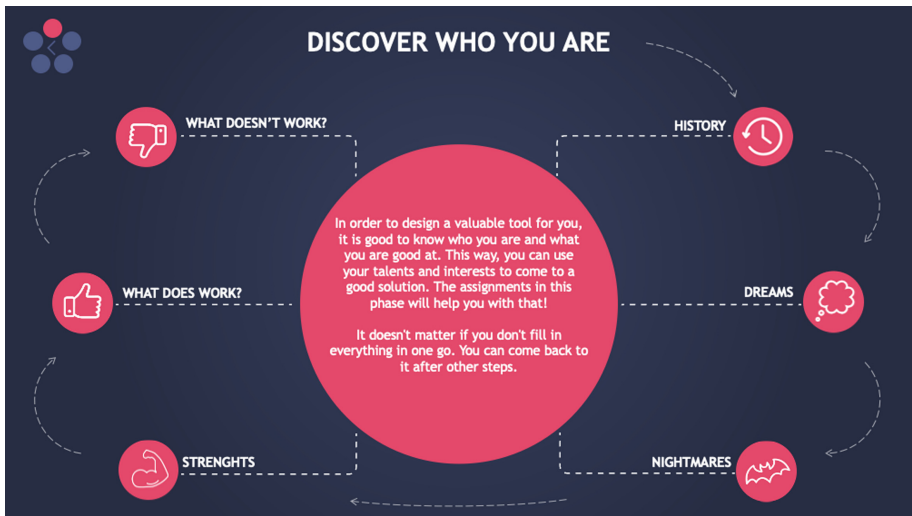 DISCOVER WHO YOU ARE
WHAT DOESN'T WORK?
HISTORY
In order to design a valuable tool for you,
it is good to know who you are and what
you are good at. This way, you can use
your talents and interests to come to a
good solution. The assignments in this
phase will help you with that!
It doesn't matter if you don't fill in
everything in one go. You can come back to
it after other steps.
WHAT DOES WORK?
DREAMS
STRENGHTS
NIGHTMARES